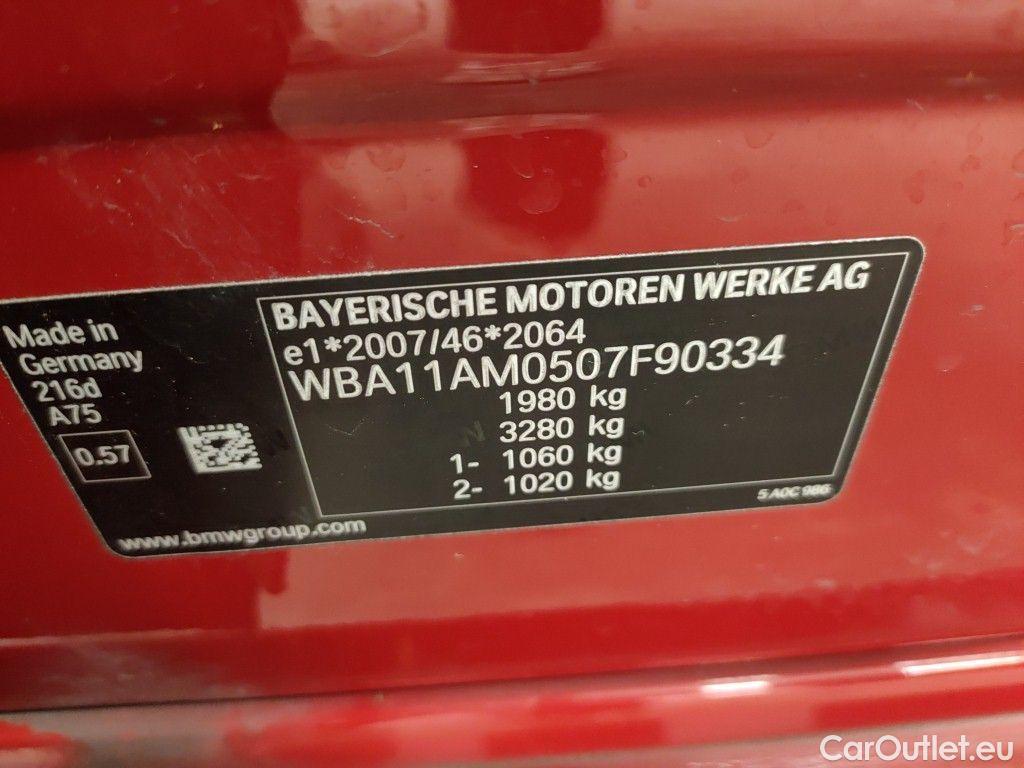 BAYERISCHE MOTOREN WERKE AG
e1*2007/46*2064
WBA11AM0507F90334
1980 kg
3280 kg
1- 1060 kg
2- 1020 kg
Made in
Germany
216d
A75
0.57
5 A0C 986
www.bmwgroup.com
CarOutlet.eu